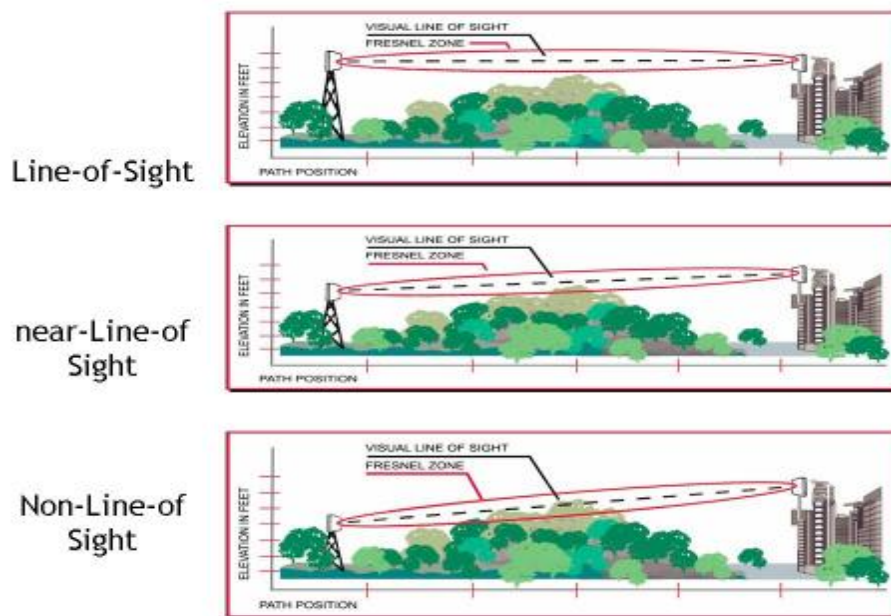 Line-of-Sight
VISUAL LINE OF SIGHT
FRESNEL ZONE
ELEVATION IN FEET
PATH POSITION
near-Line-of
Sight
VISUAL LINE OF SIGHT
FRESNEL ZONE
ELEVATION IN FEET
PATH POSITION
Non-Line-of
Sight
VISUAL LINE OF SIGHT
FRESNEL ZONE
ELEVATION IN FEET
PATH POSITION